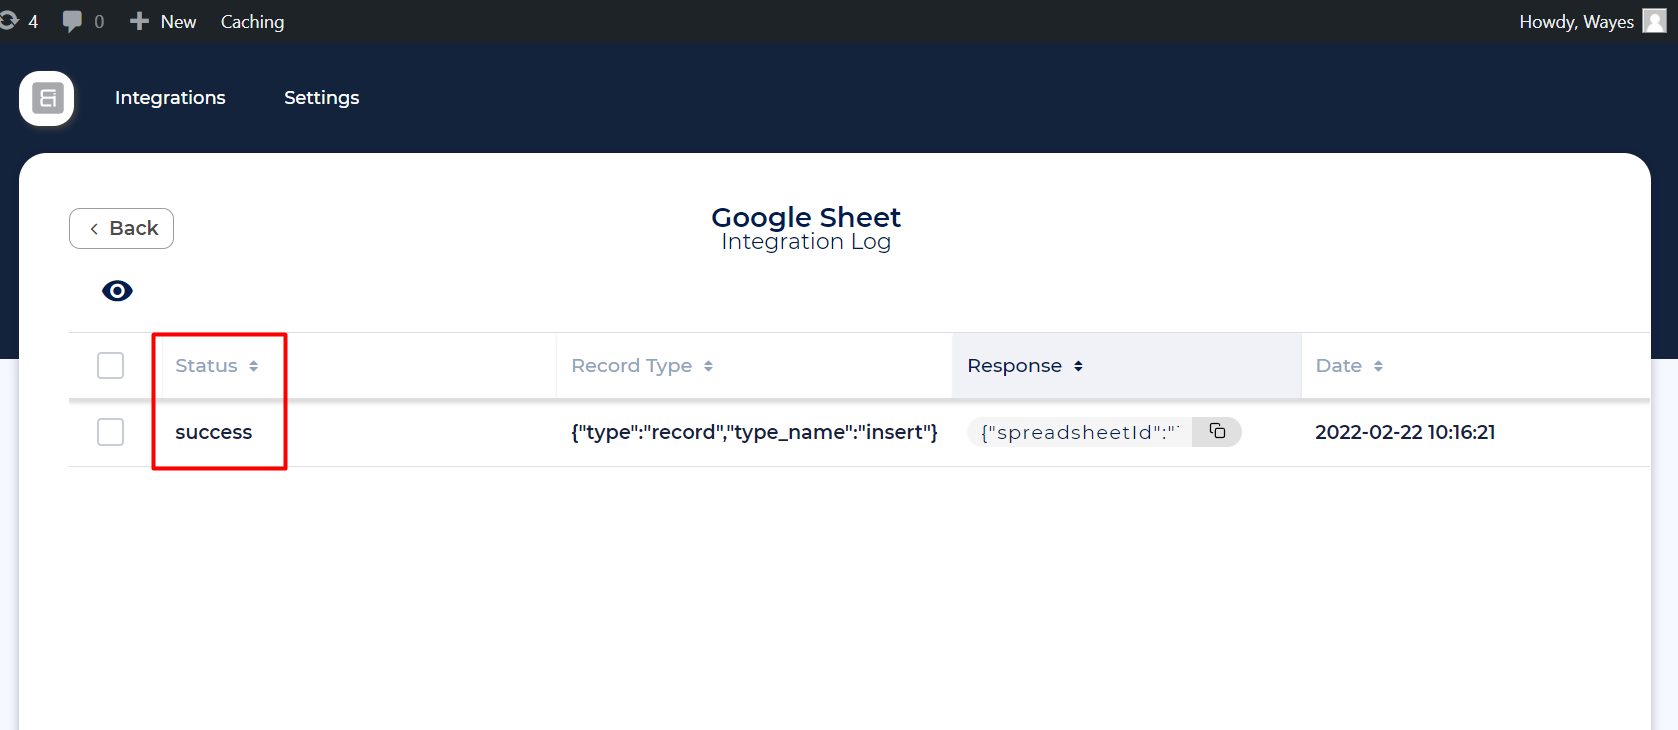 4 0 New Caching Howdy, Wayes
Integrations Settings
Back
Google Sheet
Integration Log
Status Record Type Response Date
success {"type":"record","type_name":"insert"} {"spreadsheetId":" 2022-02-22 10:16:21